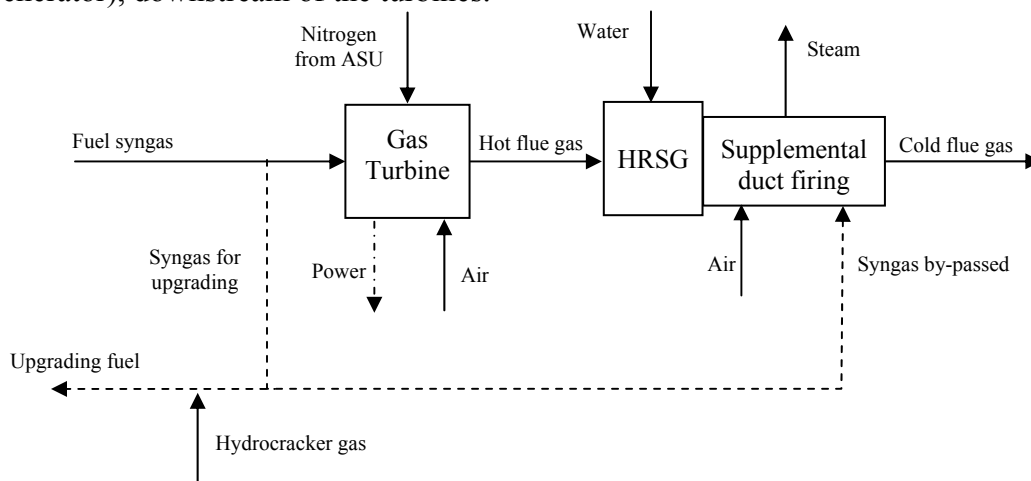 enerator), downstream of the turbines.
Nitrogen
from ASU
Water
Steam
Fuel syngas
Gas
Turbine
Hot flue gas
HRSG
Supplemental
duct firing
Cold flue gas
Syngas for
upgrading
Power
Air
Air
Syngas by-passed
Upgrading fuel
Hydrocracker gas